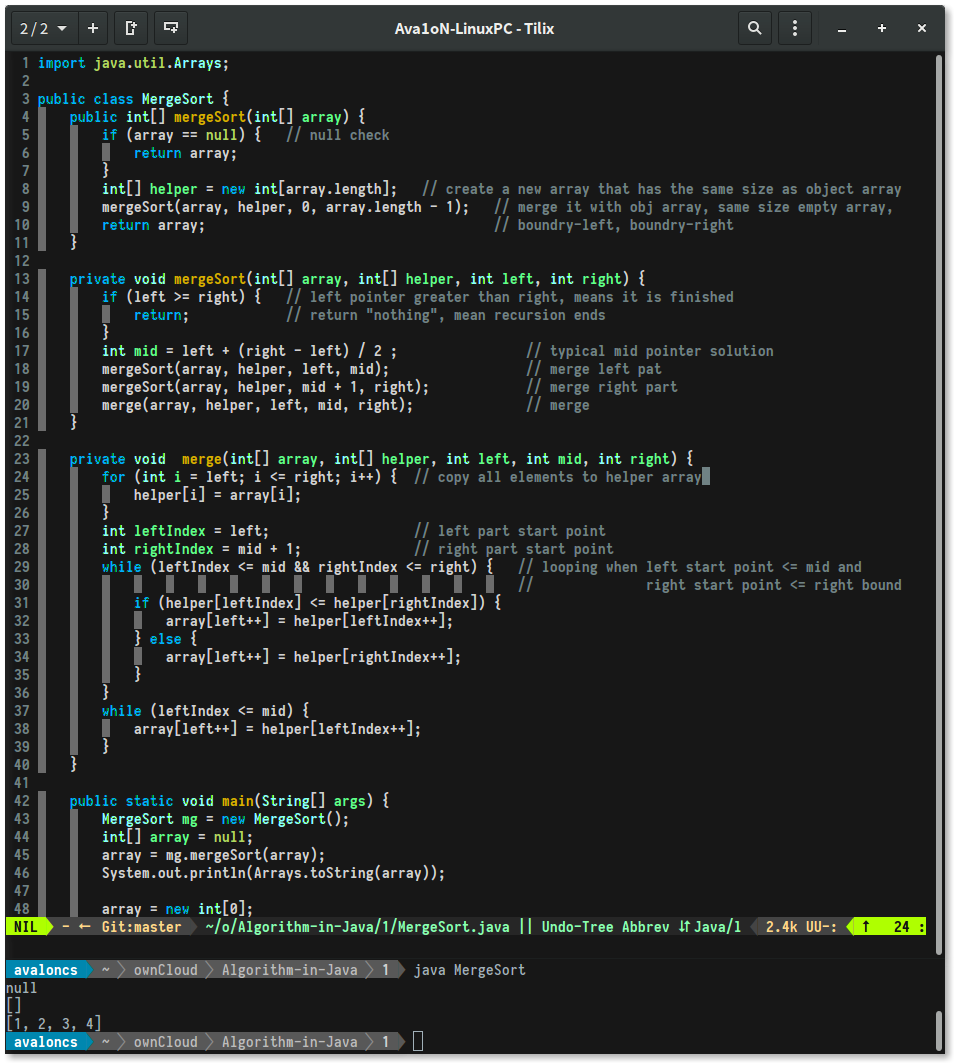 2 / 2
Ava1oN-LinuxPC - Tilix
1 import java.util.Arrays;
2
3 public class MergeSort {
4     public int[] mergeSort(int[] array) {
5         if (array == null) {   // null check
6             return array;
7         }
8         int[] helper = new int[array.length];   // create a new array that has the same size as object array
9         mergeSort(array, helper, 0, array.length - 1);   // merge it with obj array, same size empty array,
10         return array;                                    // boundry-left, boundry-right
11     }
12
13     private void mergeSort(int[] array, int[] helper, int left, int right) {
14         if (left >= right) {   // left pointer greater than right, means it is finished
15             return;            // return "nothing", mean recursion ends
16         }
17         int mid = left + (right - left) / 2 ;                // typical mid pointer solution
18         mergeSort(array, helper, left, mid);                 // merge left pat
19         mergeSort(array, helper, mid + 1, right);            // merge right part
20         merge(array, helper, left, mid, right);              // merge
21     }
22
23     private void  merge(int[] array, int[] helper, int left, int mid, int right) {
24         for (int i = left; i <= right; i++) {  // copy all elements to helper array
25             helper[i] = array[i];
26         }
27         int leftIndex = left;                  // left part start point
28         int rightIndex = mid + 1;              // right part start point
29         while (leftIndex <= mid && rightIndex <= right) {   // looping when left start point <= mid and
30                                                             //              right start point <= right bound
31             if (helper[leftIndex] <= helper[rightIndex]) {
32                 array[left++] = helper[leftIndex++];
33             } else {
34                 array[left++] = helper[rightIndex++];
35             }
36         }
37         while (leftIndex <= mid) {
38             array[left++] = helper[leftIndex++];
39         }
40     }
41
42     public static void main(String[] args) {
43         MergeSort mg = new MergeSort();
44         int[] array = null;
45         array = mg.mergeSort(array);
46         System.out.println(Arrays.toString(array));
47
48         array = new int[0];
NIL - ← Git:master ~/o/Algorithm-in-Java/1/MergeSort.java || Undo-Tree Abbrev ⇵ Java/l 2.4k UU-: ↑ 24 :
avaloncs ~ ownCloud Algorithm-in-Java 1 java MergeSort
null
[]
[1, 2, 3, 4]
avaloncs ~ ownCloud Algorithm-in-Java 1